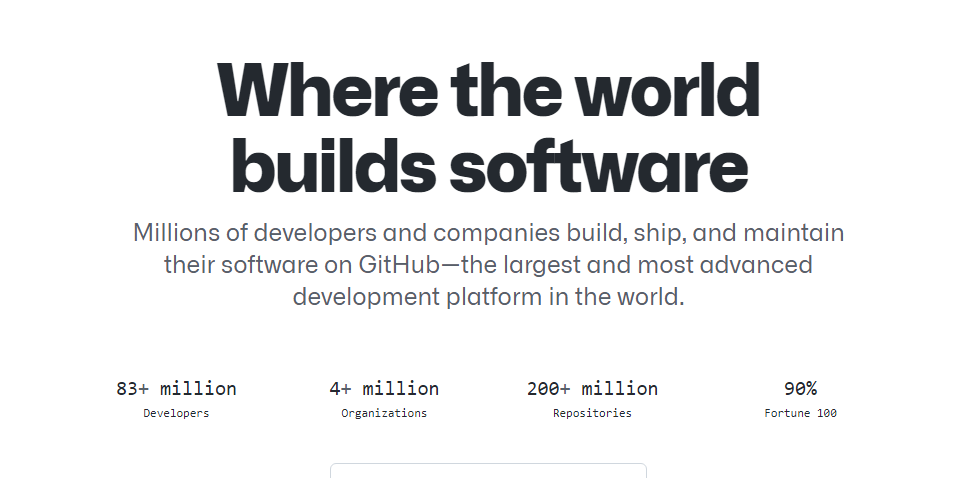 Where the world
builds software
Millions of developers and companies build, ship, and maintain
their software on GitHub—the largest and most advanced
development platform in the world.
83+ million
Developers
4+ million
Organizations
200+ million
Repositories
90%
Fortune 100